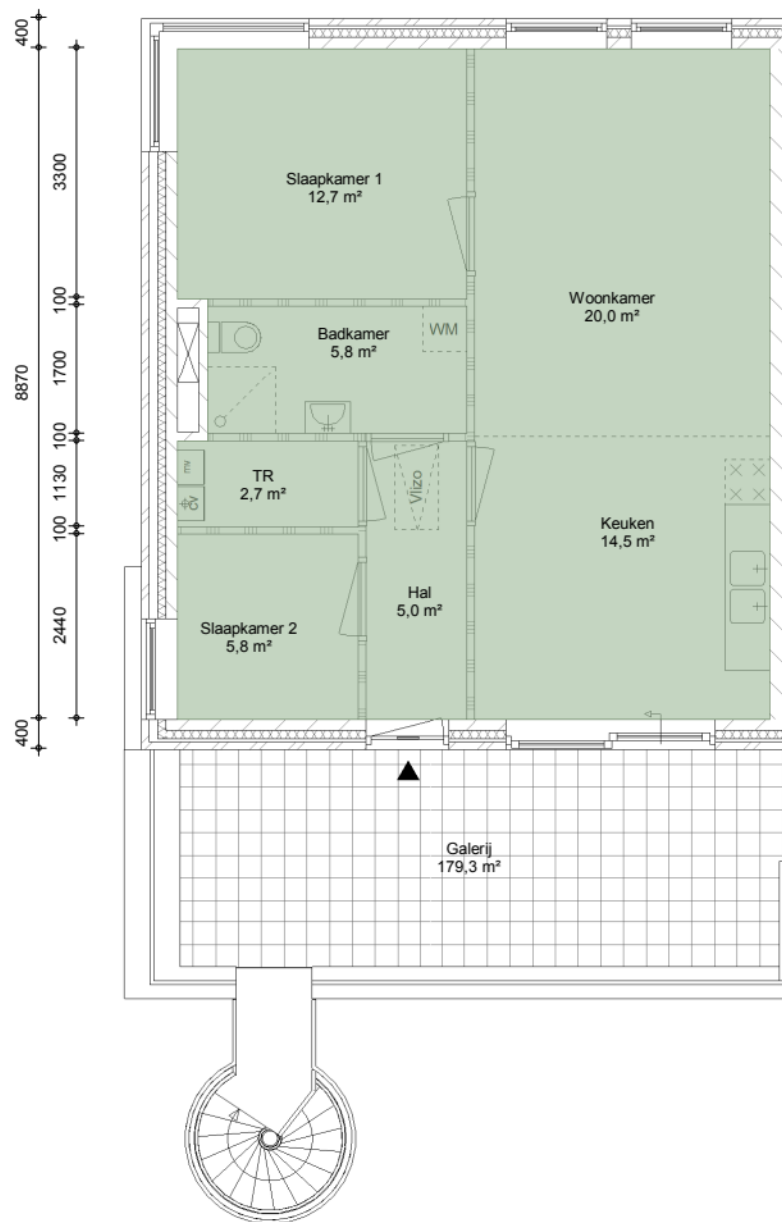 400
3300
100
1700
100
1130
100
2440
400
8870
Slaapkamer 1
12,7 m²
Woonkamer
20,0 m²
Badkamer
5,8 m²
WM
TR
2,7 m²
mv
CV
Vlizo
Keuken
14,5 m²
Hal
5,0 m²
Slaapkamer 2
5,8 m²
Galerij
179,3 m²